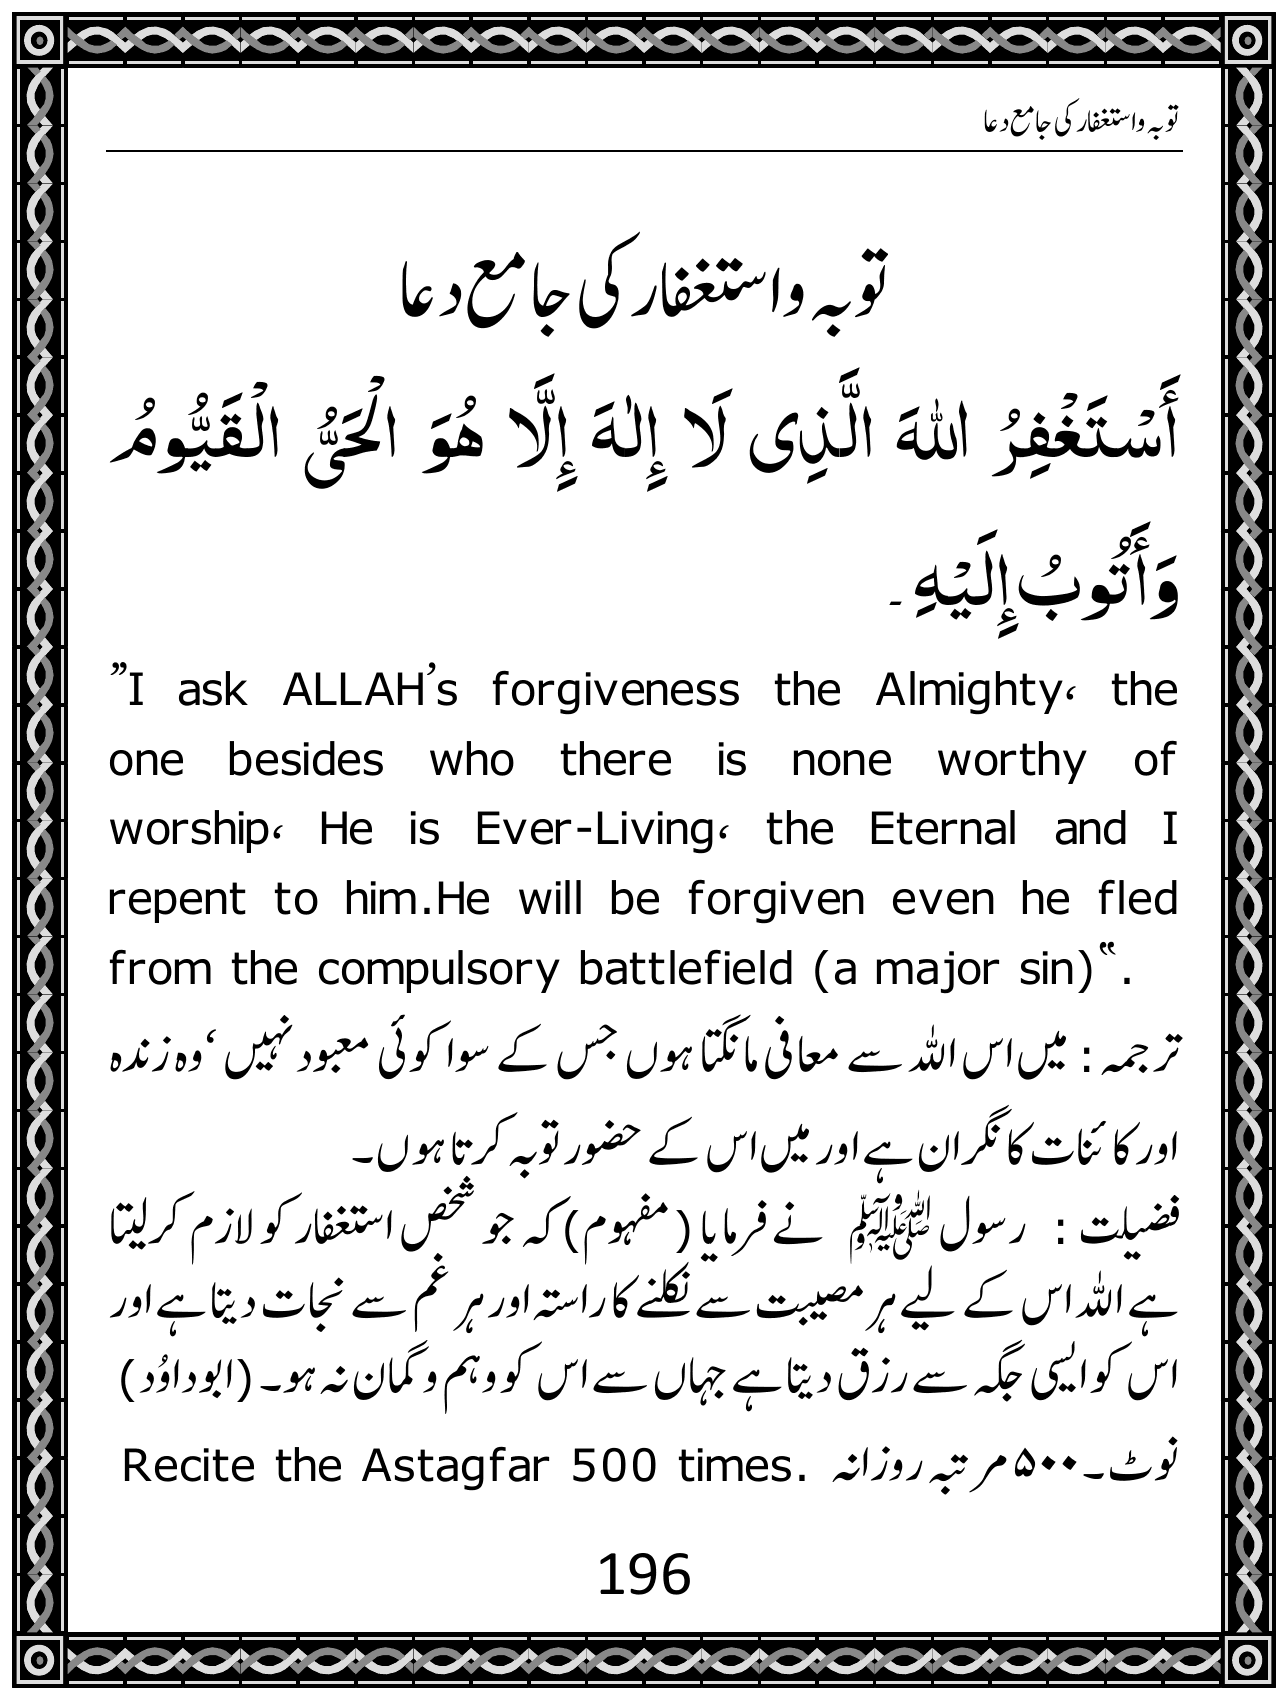 توبہ و استغفار کی جامع دعا
توبہ و استغفار کی جامع دعا
أَسْتَغْفِرُ اللهَ الَّذِی لَا إِلٰهَ إِلَّا هُوَ الْحَیُّ الْقَیُّومُ
وَأَتُوبُ إِلَیْهِ ۔
”I ask ALLAH’s forgiveness the Almighty، the
one besides who there is none worthy of
worship، He is Ever-Living، the Eternal and I
repent to him.He will be forgiven even he fled
from the compulsory battlefield (a major sin)“.
ترجمہ : میں اس اللہ سے معافی مانگتا ہوں جس کے سوا کوئی معبود نہیں ‘ وہ زندہ
اور کائنات کا نگران ہے اور میں اس کے حضور توبہ کرتا ہوں۔
فضیلت : رسول ﷺ نے فرمایا (مفہوم) کہ جو شخص استغفار کو لازم کرلیتا
ہے اللہ اس کے لیے ہر مصیبت سے نکلنے کا راستہ اور ہر غم سے نجات دیتا ہے اور
اس کو ایسی جگہ سے رزق دیتا ہے جہاں سے اس کو وہم و گمان نہ ہو۔ (ابوداوُد)
نوٹ۔ ۵۰۰ مرتبہ روزانہ Recite the Astagfar 500 times.
196